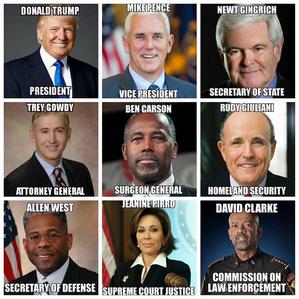 DONALD TRUMP
PRESIDENT
MIKE PENCE
VICE PRESIDENT
NEWT GINGRICH
SECRETARY OF STATE
TREY GOWDY
ATTORNEY GENERAL
BEN CARSON
SURGEON GENERAL
RUDY GIULIANI
HOMELAND SECURITY
ALLEN WEST
SECRETARY OF DEFENSE
JEANINE PIRRO
SUPREME COURT JUSTICE
DAVID CLARKE
COMMISSION ON
LAW ENFORCEMENT